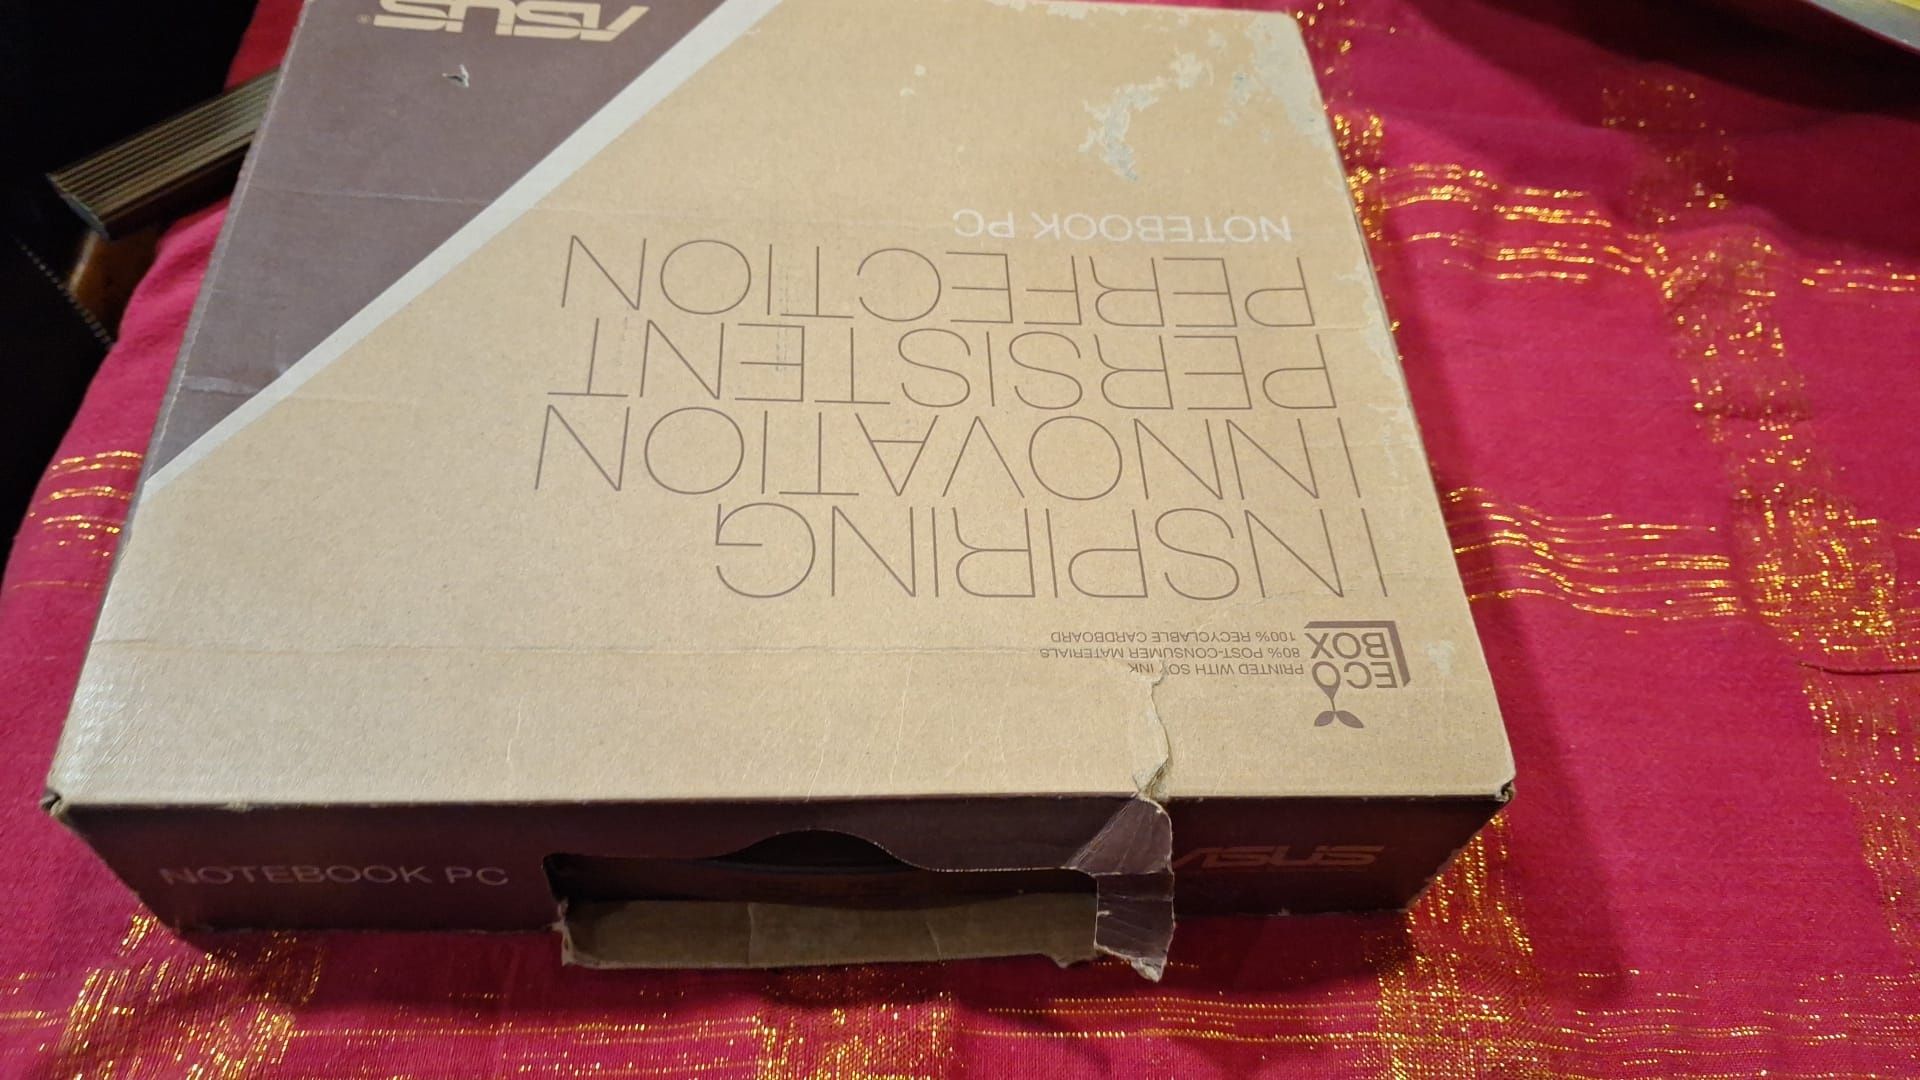 ASUS®
NOTEBOOK PC
PERFECTION
PERSISTENT
INNOVATION
INSPIRING
100% RECYCLABLE CARDBOARD
80% POST-CONSUMER MATERIALS
PRINTED WITH SOY INK
BOX
ECO
NOTEBOOK PC
ASUS